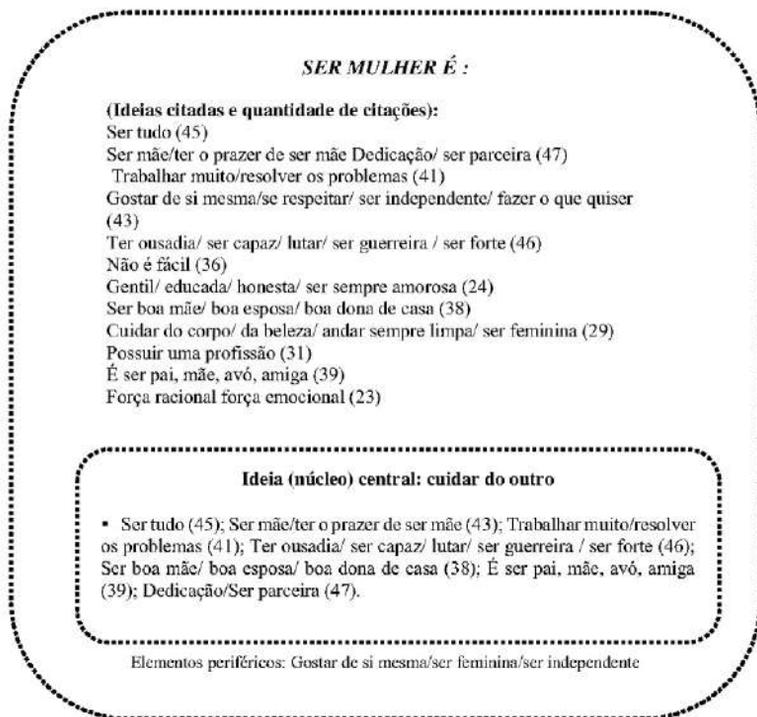 SER MULHER É :
(Ideias citadas e quantidade de citações):
Ser tudo (45)
Ser mãe/ter o prazer de ser mãe Dedicação/ ser parceira (47)
Trabalhar muito/resolver os problemas (41)
Gostar de si mesma/se respeitar/ ser independente/ fazer o que quiser
(43)
Ter ousadia/ ser capaz/ lutar/ ser guerreira / ser forte (46)
Não é fácil (36)
Gentil/ educada/ honesta/ ser sempre amorosa (24)
Ser boa mãe/ boa esposa/ boa dona de casa (38)
Cuidar do corpo/ da beleza/ andar sempre limpa/ ser feminina (29)
Possuir uma profissão (31)
É ser pai, mãe, avó, amiga (39)
Força racional força emocional (23)
Ideia (núcleo) central: cuidar do outro
▪ Ser tudo (45); Ser mãe/ter o prazer de ser mãe (43); Trabalhar muito/resolver
os problemas (41); Ter ousadia/ ser capaz/ lutar/ ser guerreira / ser forte (46);
Ser boa mãe/ boa esposa/ boa dona de casa (38); É ser pai, mãe, avó, amiga
(39); Dedicação/Ser parceira (47).
Elementos periféricos: Gostar de si mesma/ser feminina/ser independente